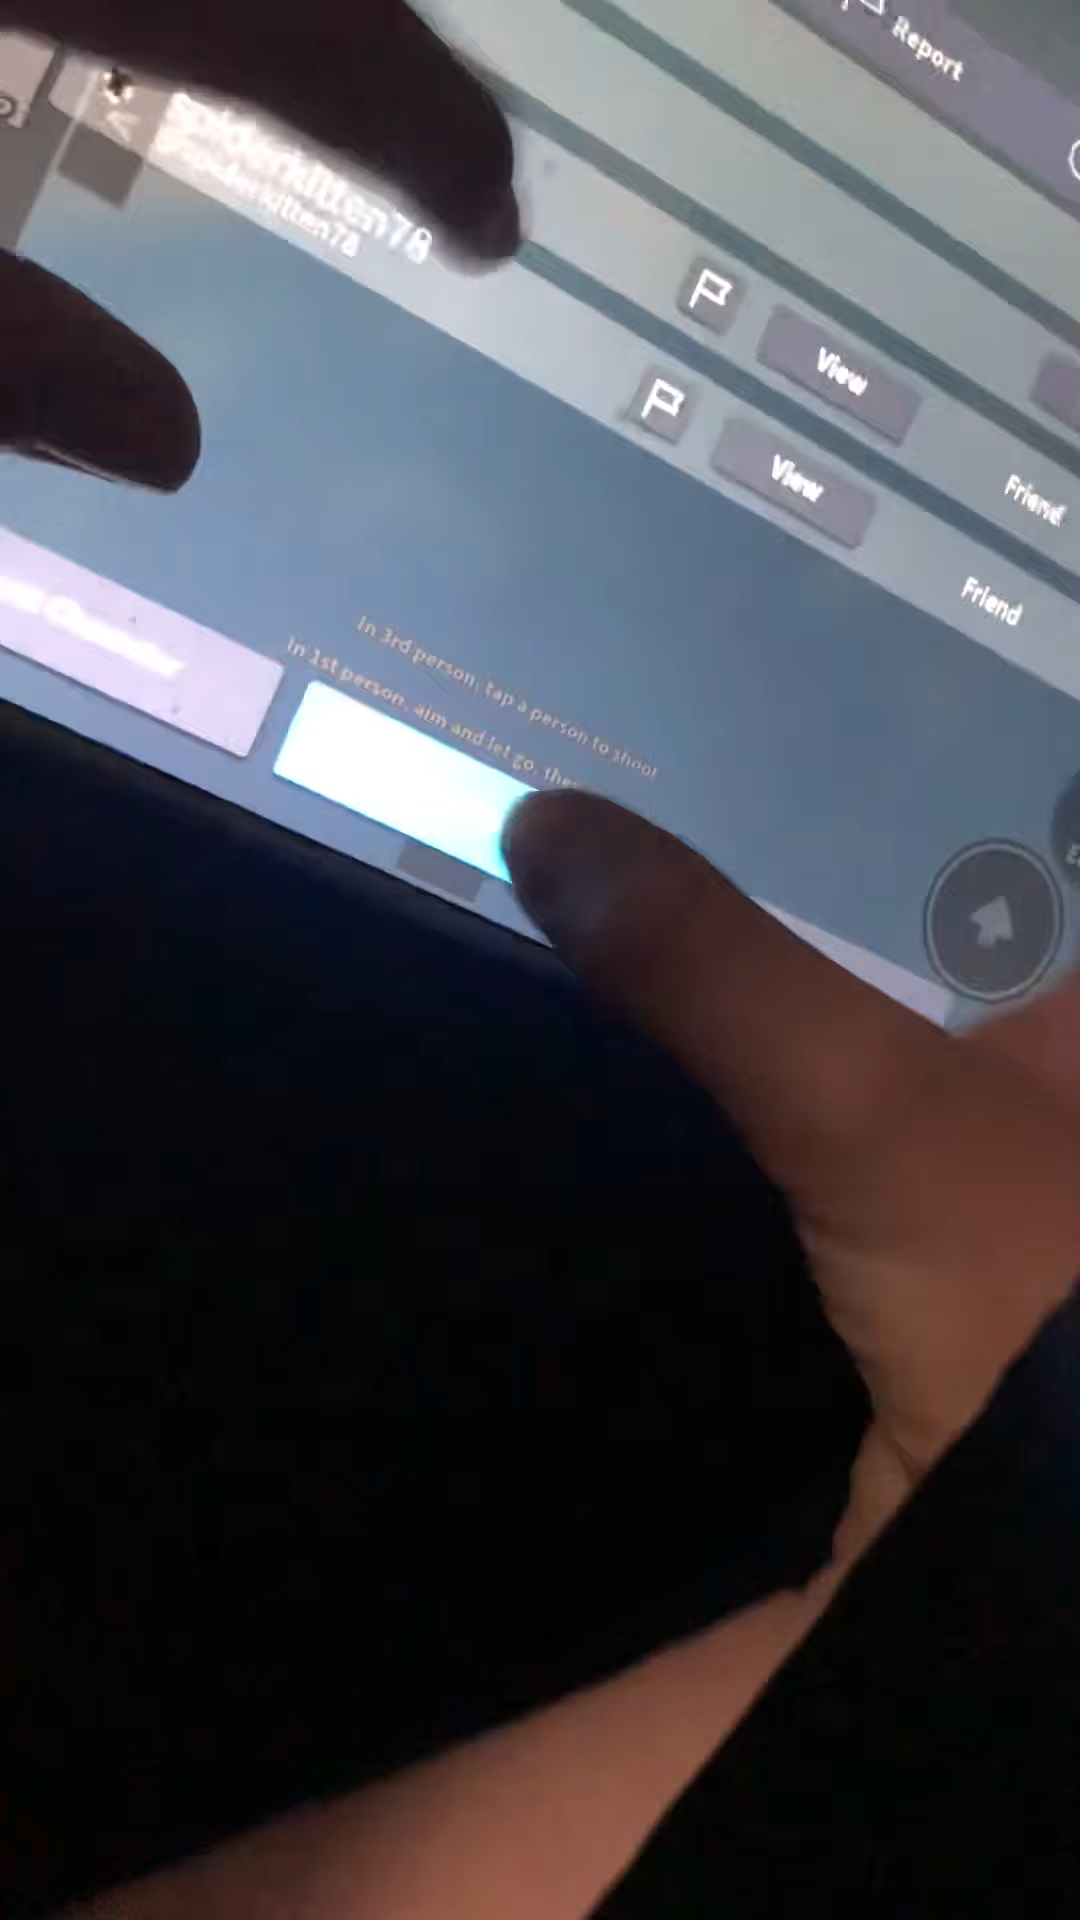 Report
spiderkitten78
View
View
Friend
Friend
In 3rd person, tap a person to shoot
In 1st person, aim and let go, then